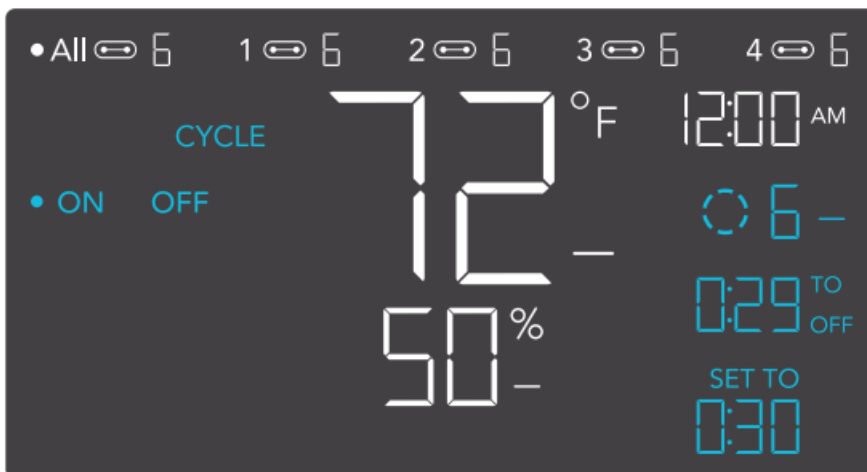 All 6 1 6 2 6 3 6 4 6
CYCLE
ON OFF
72 °F –
50 % –
12:00 AM
6 –
0:29 TO OFF
SET TO
0:30